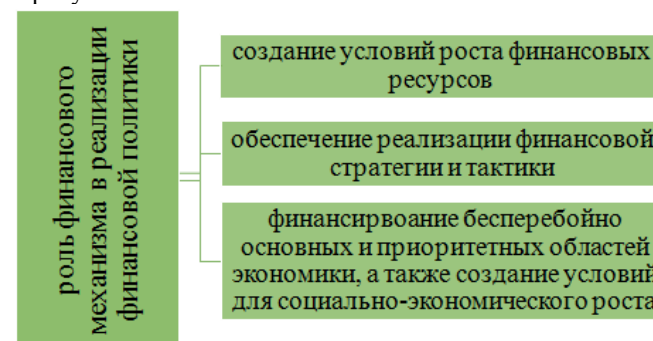 роль финансового
механизма в реализации
финансовой политики
создание условий роста финансовых
ресурсов
обеспечение реализации финансовой
стратегии и тактики
финансирвоание бесперебойно
основных и приоритетных областей
экономики, а также создание условий
для социально-экономического роста